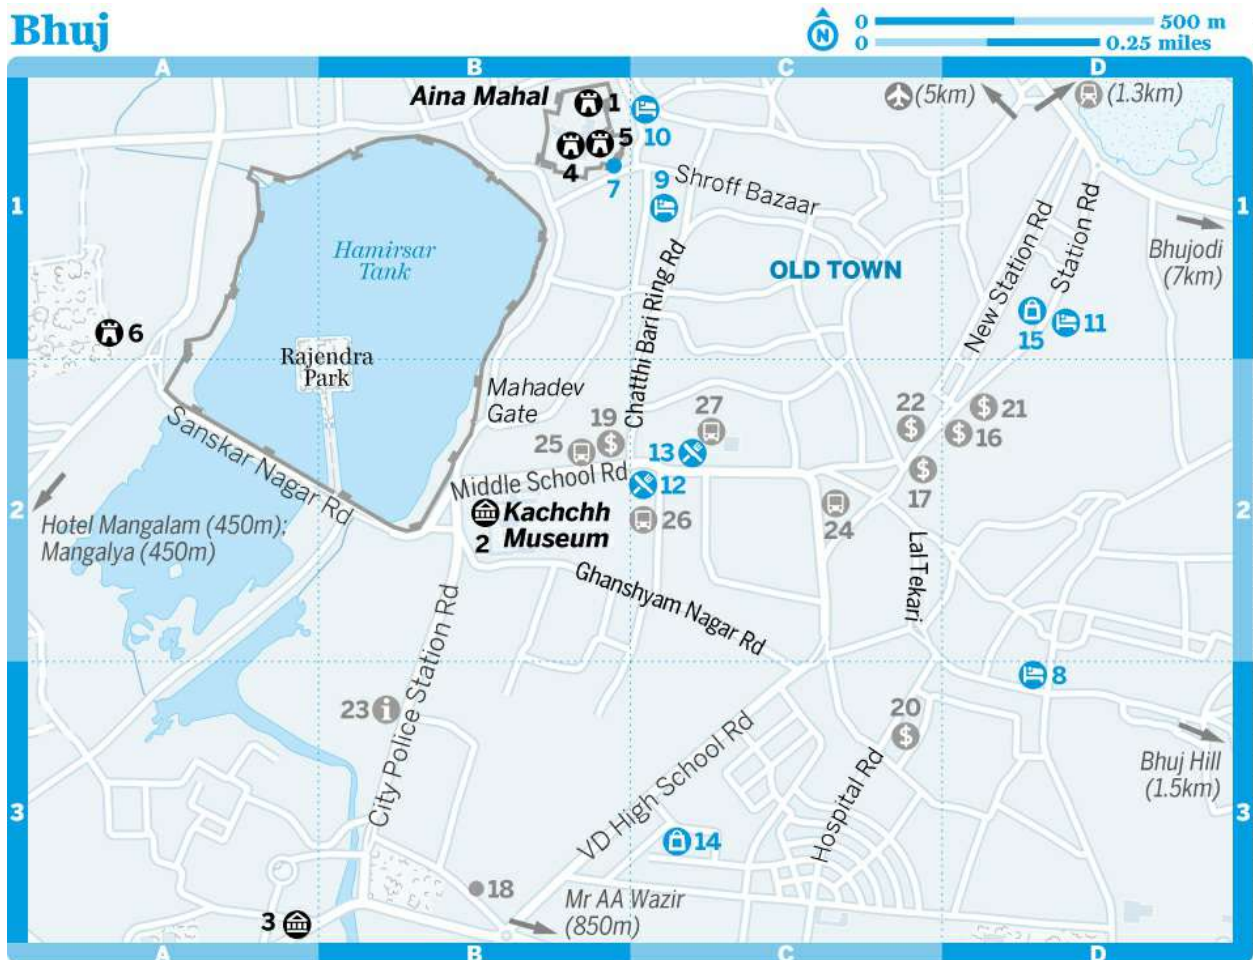 Bhuj
N
0 500 m
0 0.25 miles
A B C D
Aina Mahal 1
(5km) (1.3km)
10
5
4
7
9
Shroff Bazaar
1 1
Hamirsar
Tank
OLD TOWN
New Station Rd
Station Rd
Bhujodi
(7km)
Chatthi Bari Ring Rd
6
15
11
Rajendra
Park
Mahadev
Gate
19
27
22
21
16
25
13
Sanskar Nagar Rd
Middle School Rd
12
17
2 2
Hotel Mangalam (450m);
Mangalya (450m)
Kachchh
Museum
2
26
24
Lal Tekari
Ghanshyam Nagar Rd
City Police Station Rd
8
23 i
20
VD High School Rd
Hospital Rd
Bhuj Hill
(1.5km)
3 3
14
18
Mr AA Wazir
(850m)
3
A B C D